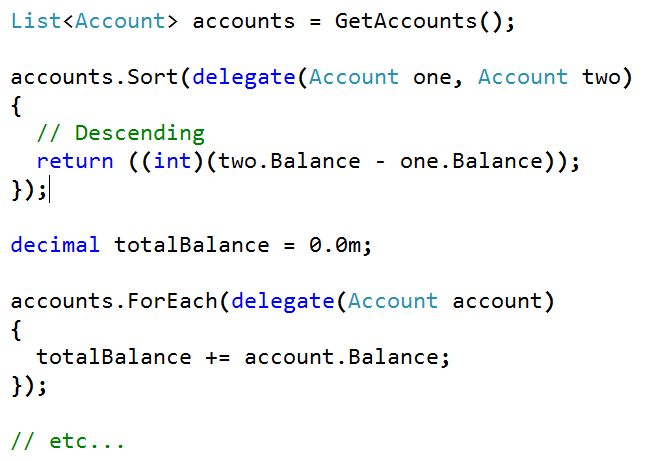 List<Account> accounts = GetAccounts();
accounts.Sort(delegate(Account one, Account two)
{
  // Descending
  return ((int)(two.Balance - one.Balance));
});
decimal totalBalance = 0.0m;
accounts.ForEach(delegate(Account account)
{
  totalBalance += account.Balance;
});
// etc...